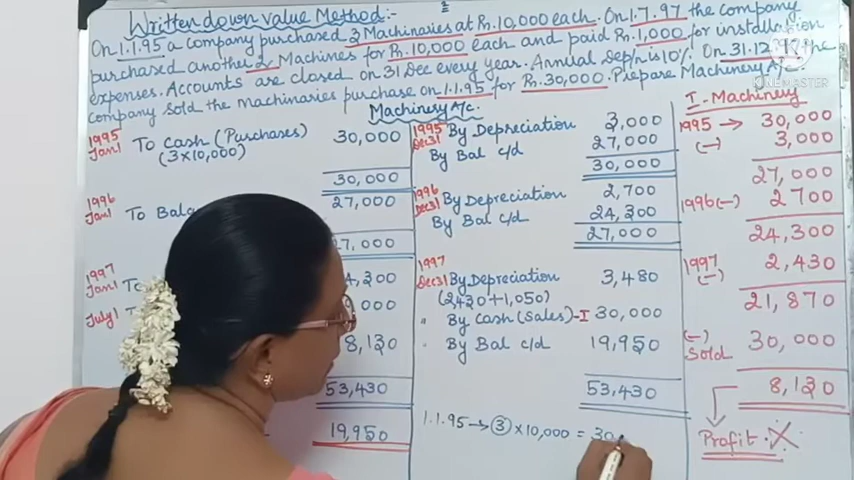 Written down value Method:-
On 1.1.95 a company purchased 3 Machinaries at Rs.10,000 each. On 1.7.97 the company
purchased another 2 Machines for Rs.10,000 each and paid Rs.1,000 for installation
expenses. Accounts are closed on 31 Dec every year. Annual dep/n is 10%. On 31.12.97 the
company sold the machinaries purchase on 1.1.95 for Rs.30,000. Prepare Machinery A/c
KINEMASTER
Machinery A/c.
1995 Jan1 To Cash (Purchases) 30,000
(3×10,000)
30,000
1996 Jan1 To Bala 27,000
27,000
1997 Jan1 To
July1
8,130
53,430
19,950
1995 Dec31 By Depreciation 3,000
By Bal c/d 27,000
30,000
1996 Dec31 By Depreciation 2,700
By Bal c/d 24,300
27,000
1997 Dec31 By Depreciation 3,480
(2,430+1,050)
By Cash (Sales)-I 30,000
By Bal c/d 19,950
53,430
1.1.95 → 3 × 10,000 = 30
I-Machinery
1995 → 30,000
(-) 3,000
27,000
1996 (-) 2700
24,300
1997 (-) 2,430
21,870
(-) Sold 30,000
8,130
Profit